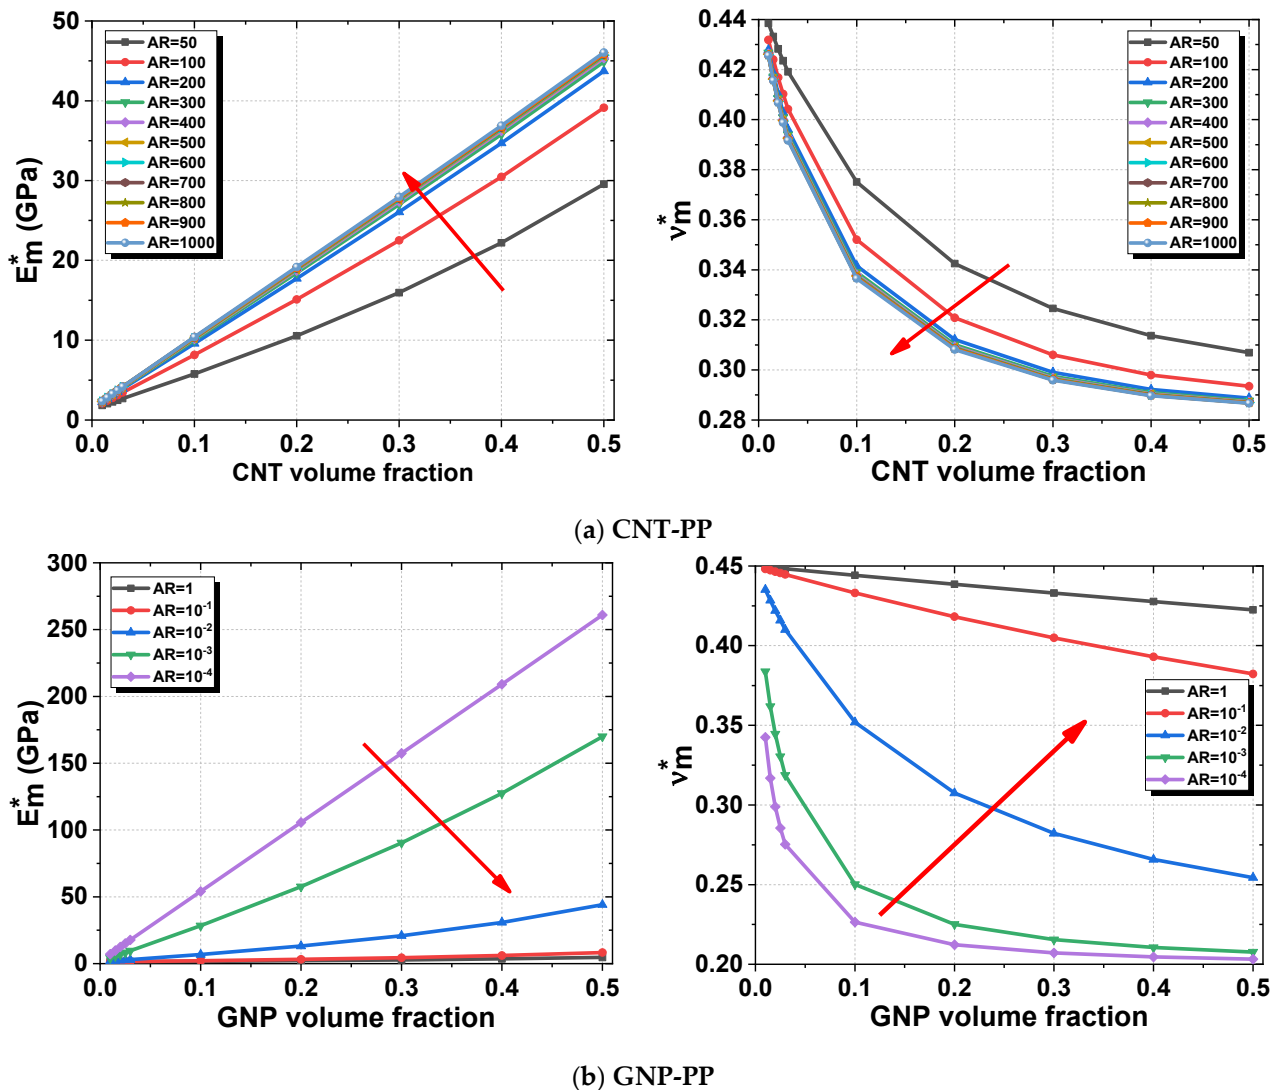 50
40
30
20
10
0
0.0 0.1 0.2 0.3 0.4 0.5
E*m (GPa)
CNT volume fraction
AR=50
AR=100
AR=200
AR=300
AR=400
AR=500
AR=600
AR=700
AR=800
AR=900
AR=1000
0.44
0.42
0.40
0.38
0.36
0.34
0.32
0.30
0.28
0.0 0.1 0.2 0.3 0.4 0.5
ν*m
CNT volume fraction
AR=50
AR=100
AR=200
AR=300
AR=400
AR=500
AR=600
AR=700
AR=800
AR=900
AR=1000
(a) CNT-PP
300
250
200
150
100
50
0
0.0 0.1 0.2 0.3 0.4 0.5
E*m (GPa)
GNP volume fraction
AR=1
AR=10-1
AR=10-2
AR=10-3
AR=10-4
0.45
0.40
0.35
0.30
0.25
0.20
0.0 0.1 0.2 0.3 0.4 0.5
ν*m
GNP volume fraction
AR=1
AR=10-1
AR=10-2
AR=10-3
AR=10-4
(b) GNP-PP